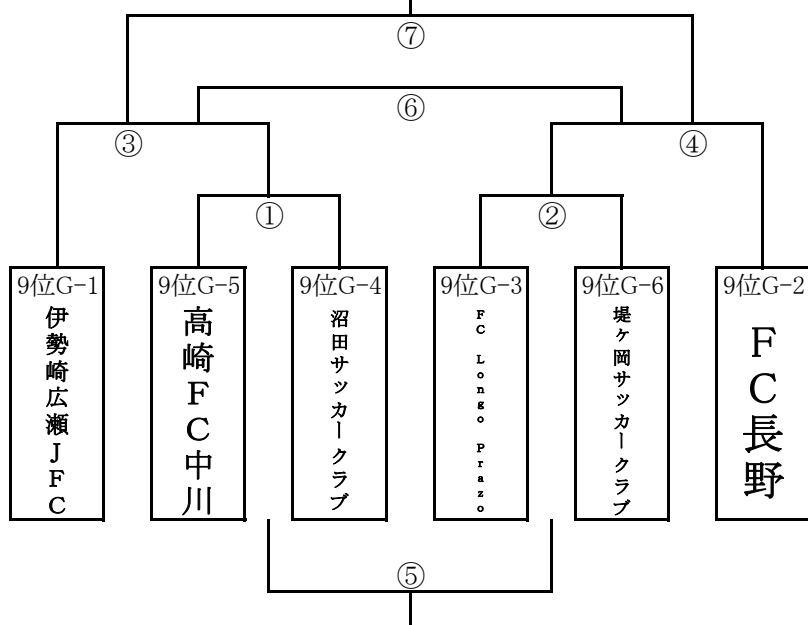 ⑦
⑥
③
④
①
②
9位G-1
伊勢崎広瀬JFC
9位G-5
高崎FC中川
9位G-4
沼田サッカークラブ
9位G-3
FC Longo Prazo
9位G-6
堤ヶ岡サッカークラブ
9位G-2
FC長野
⑤